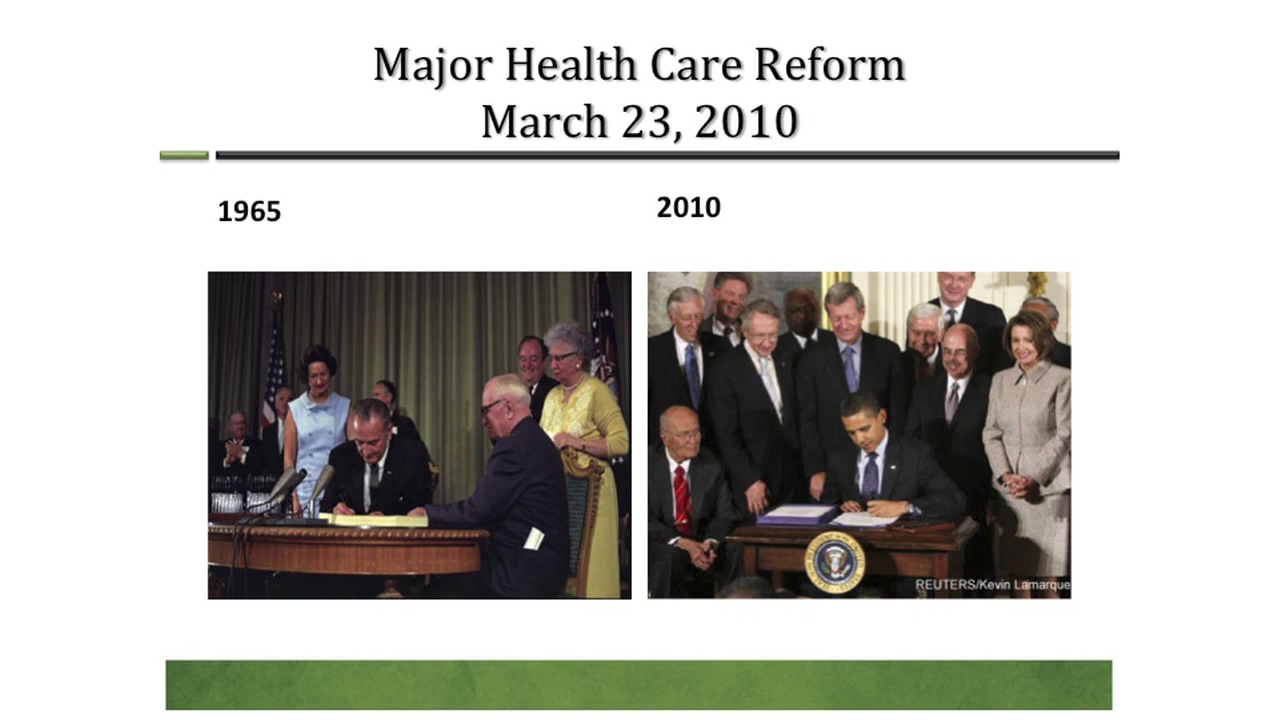 Major Health Care Reform
March 23, 2010
1965
2010
REUTERS/Kevin Lamarque